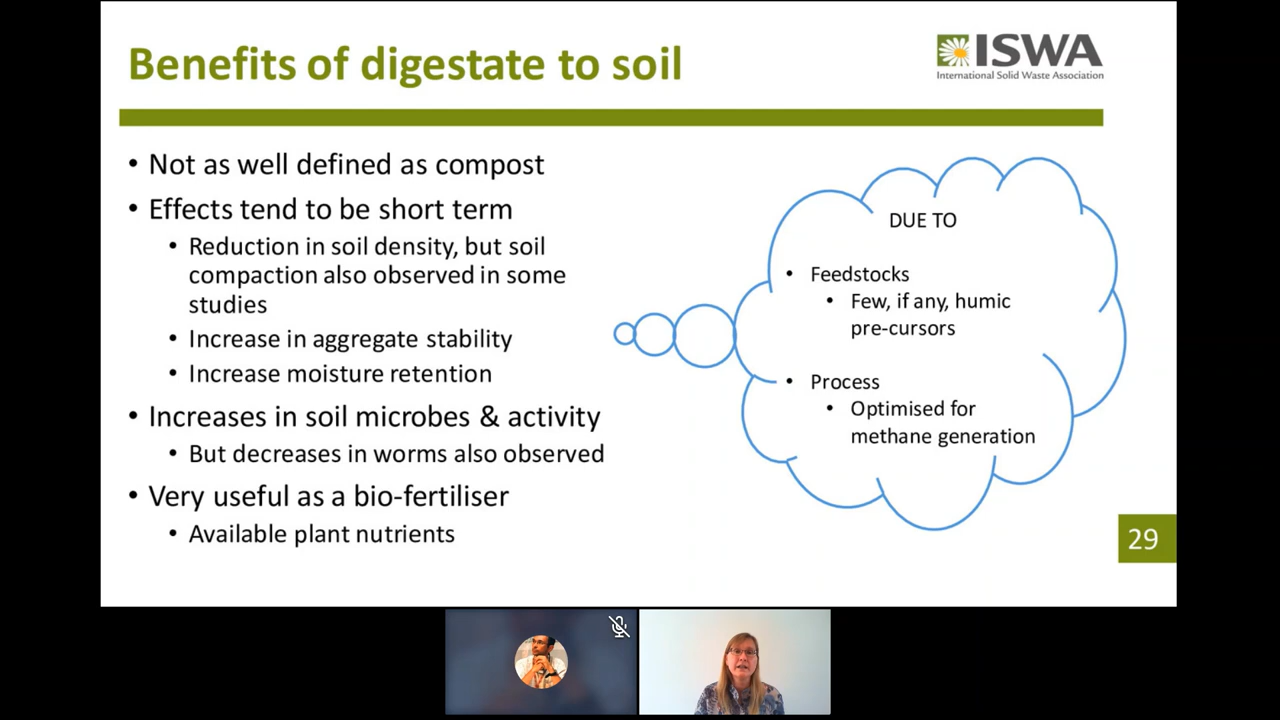 Benefits of digestate to soil
ISWA
International Solid Waste Association
• Not as well defined as compost
• Effects tend to be short term
• Reduction in soil density, but soil
compaction also observed in some
studies
• Increase in aggregate stability
• Increase moisture retention
• Increases in soil microbes & activity
• But decreases in worms also observed
• Very useful as a bio-fertiliser
• Available plant nutrients
DUE TO
• Feedstocks
• Few, if any, humic
pre-cursors
• Process
• Optimised for
methane generation
29